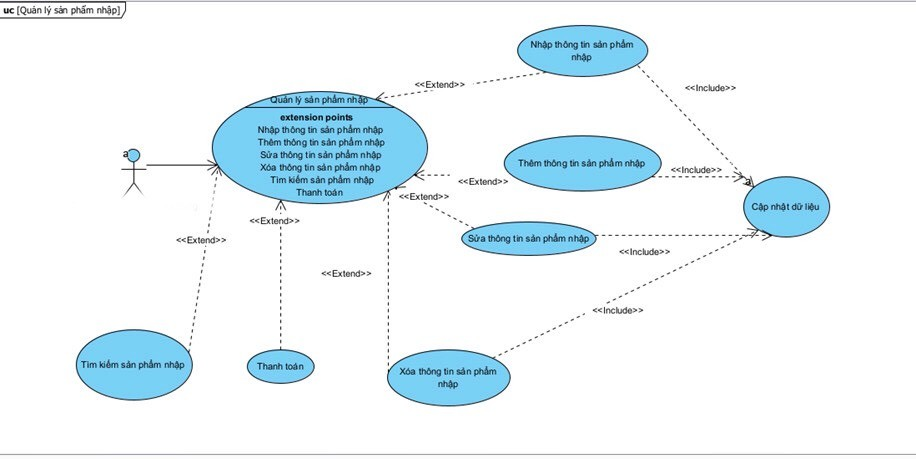 uc [Quản lý sản phẩm nhập]
Nhập thông tin sản phẩm
nhập
<<Extend>>
<<Include>>
Quản lý sản phẩm nhập
extension points
Nhập thông tin sản phẩm nhập
Thêm thông tin sản phẩm nhập
Sửa thông tin sản phẩm nhập
Xóa thông tin sản phẩm nhập
Tìm kiếm sản phẩm nhập
Thanh toán
a
Thêm thông tin sản phẩm nhập
<<Extend>>
<<Include>>
a
<<Extend>>
Cập nhật dữ liệu
Sửa thông tin sản phẩm nhập
<<Include>>
<<Extend>>
<<Extend>>
<<Extend>>
<<Include>>
Tìm kiếm sản phẩm nhập
Thanh toán
Xóa thông tin sản phẩm
nhập